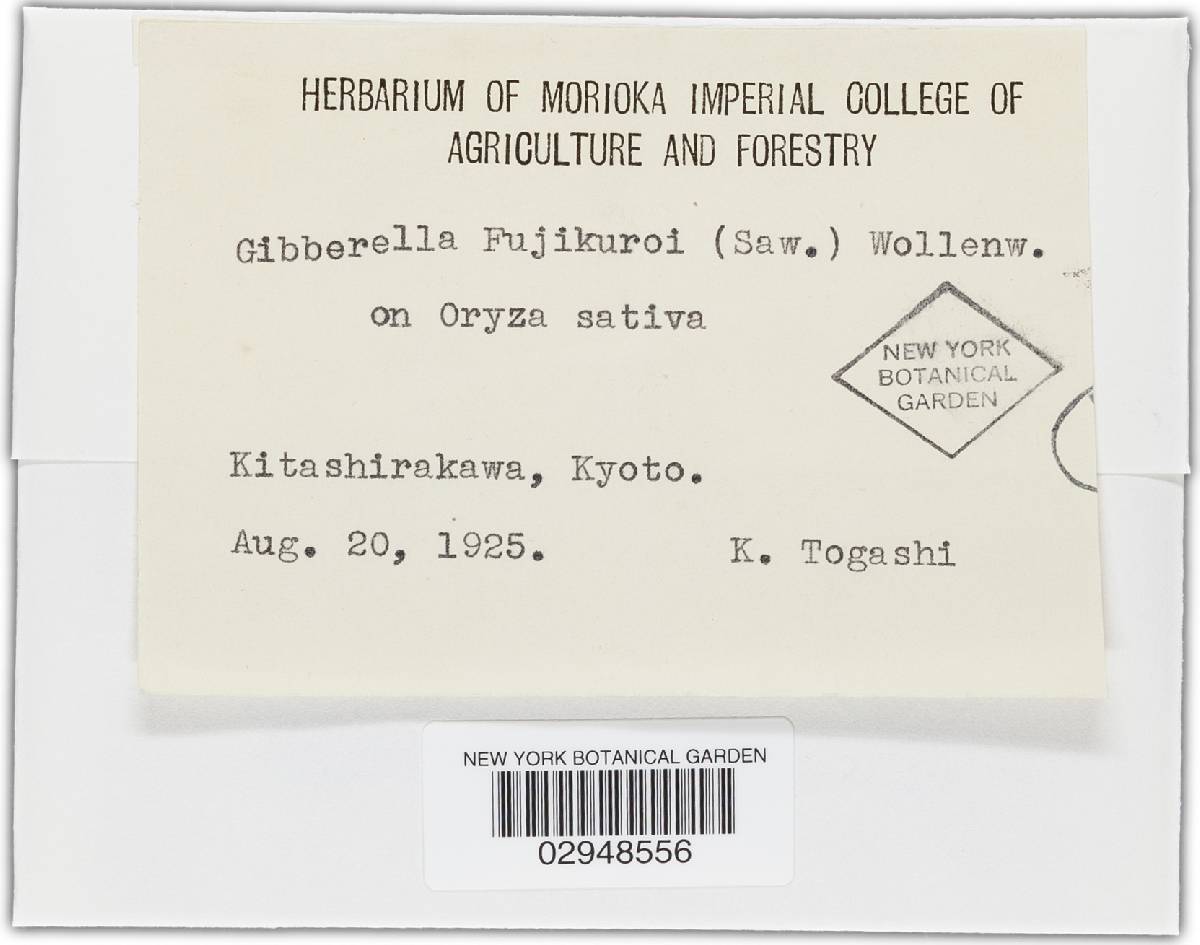 HERBARIUM OF MORIOKA IMPERIAL COLLEGE OF
AGRICULTURE AND FORESTRY
Gibberella Fujikuroi (Saw.) Wollenw.
on Oryza sativa
NEW YORK
BOTANICAL
GARDEN
Kitashirakawa, Kyoto.
Aug. 20, 1925.
K. Togashi
NEW YORK BOTANICAL GARDEN
02948556